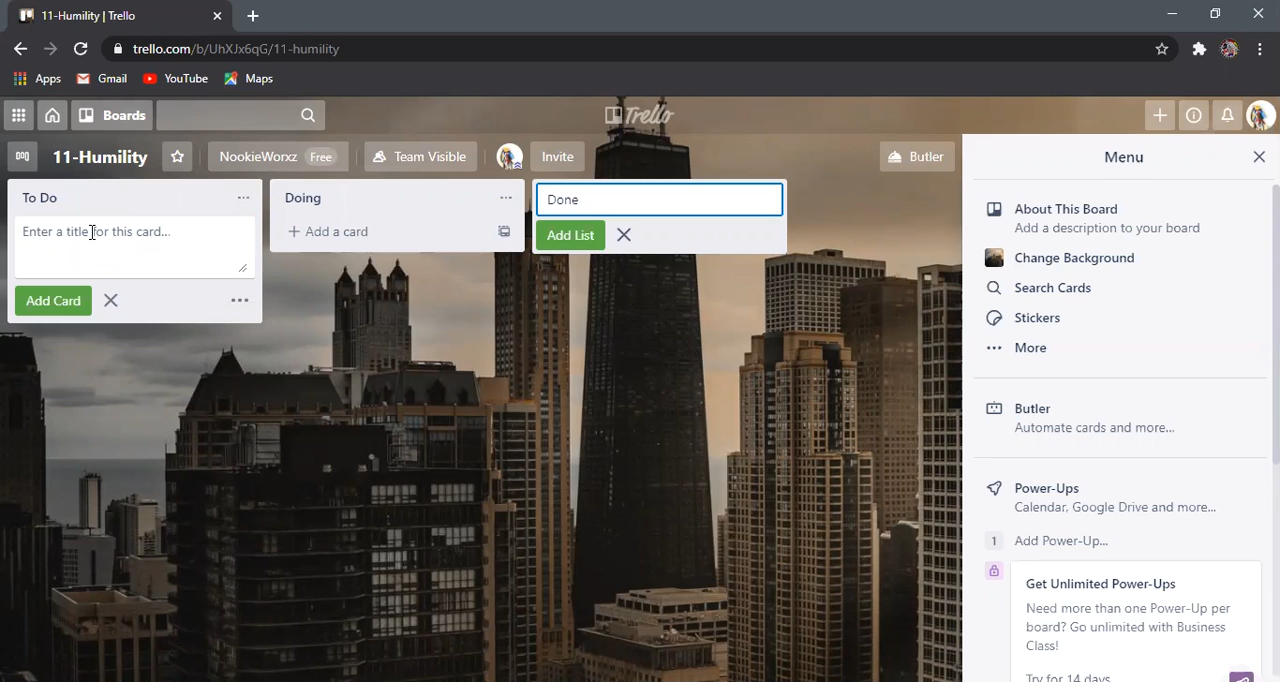 11-Humility | Trello
trello.com/b/UhXJx6qG/11-humility
Apps Gmail YouTube Maps
Boards Trello
11-Humility NookieWorxz Free Team Visible Invite Butler
To Do
Enter a title for this card...
Add Card
Doing
+ Add a card
Done
Add List
Menu
About This Board
Add a description to your board
Change Background
Search Cards
Stickers
More
Butler
Automate cards and more...
Power-Ups
Calendar, Google Drive and more...
1 Add Power-Up...
Get Unlimited Power-Ups
Need more than one Power-Up per
board? Go unlimited with Business
Class!
Try for 14 days